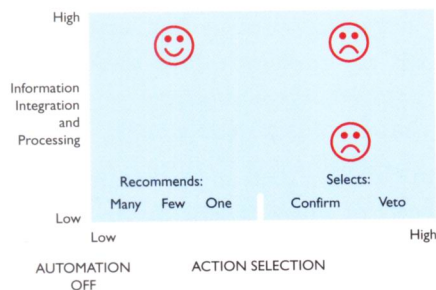 High
Information
Integration
and
Processing
Recommends:
Selects:
Many Few One
Confirm Veto
Low
Low
High
AUTOMATION
OFF
ACTION SELECTION